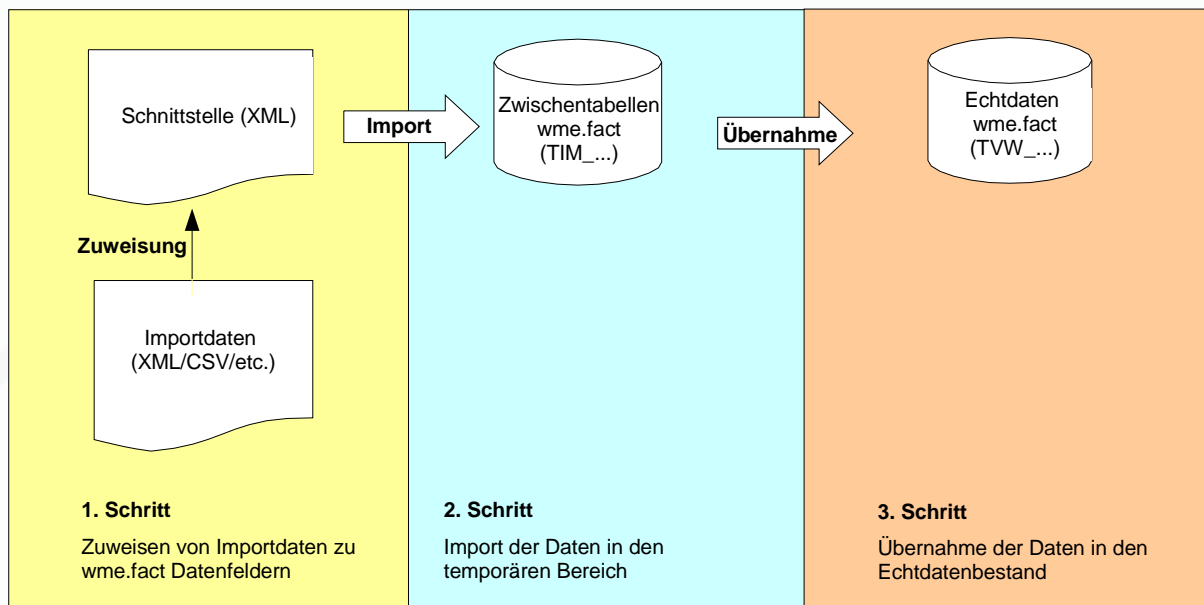 Schnittstelle (XML)
Import
Zwischentabellen
wme.fact
(TIM_...)
Übernahme
Echtdaten
wme.fact
(TVW_...)
Zuweisung
Importdaten
(XML/CSV/etc.)
1. Schritt
Zuweisen von Importdaten zu
wme.fact Datenfeldern
2. Schritt
Import der Daten in den
temporären Bereich
3. Schritt
Übernahme der Daten in den
Echtdatenbestand